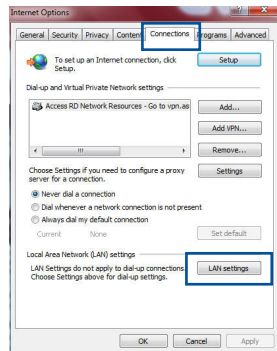 Internet Options
General Security Privacy Content Connections Programs Advanced
To set up an Internet connection, click Setup.
Setup
Dial-up and Virtual Private Network settings
Access RD Network Resources - Go to vpn.as
Add...
Add VPN...
Remove...
Choose Settings if you need to configure a proxy server for a connection.
Settings
Never dial a connection
Dial whenever a network connection is not present
Always dial my default connection
Current None
Set default
Local Area Network (LAN) settings
LAN Settings do not apply to dial-up connections. Choose Settings above for dial-up settings.
LAN settings
OK Cancel Apply